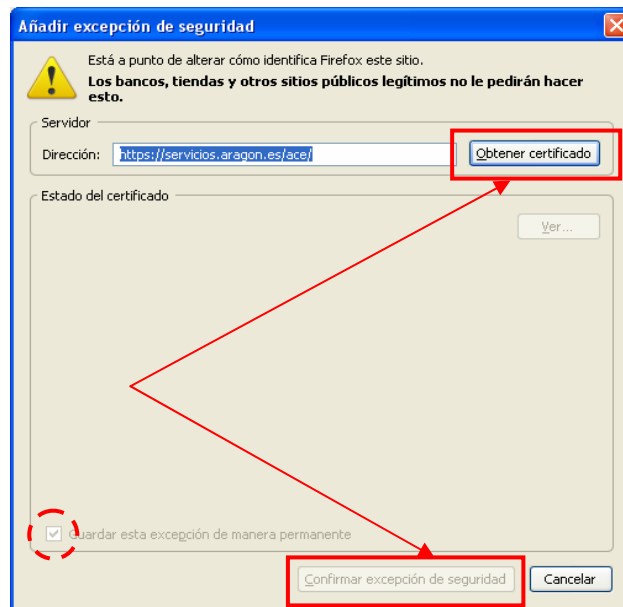 Añadir excepción de seguridad
Está a punto de alterar cómo identifica Firefox este sitio.
Los bancos, tiendas y otros sitios públicos legítimos no le pedirán hacer
esto.
Servidor
Dirección: https://servicios.aragon.es/ace/ Obtener certificado
Estado del certificado
Ver...
Guardar esta excepción de manera permanente
Confirmar excepción de seguridad Cancelar